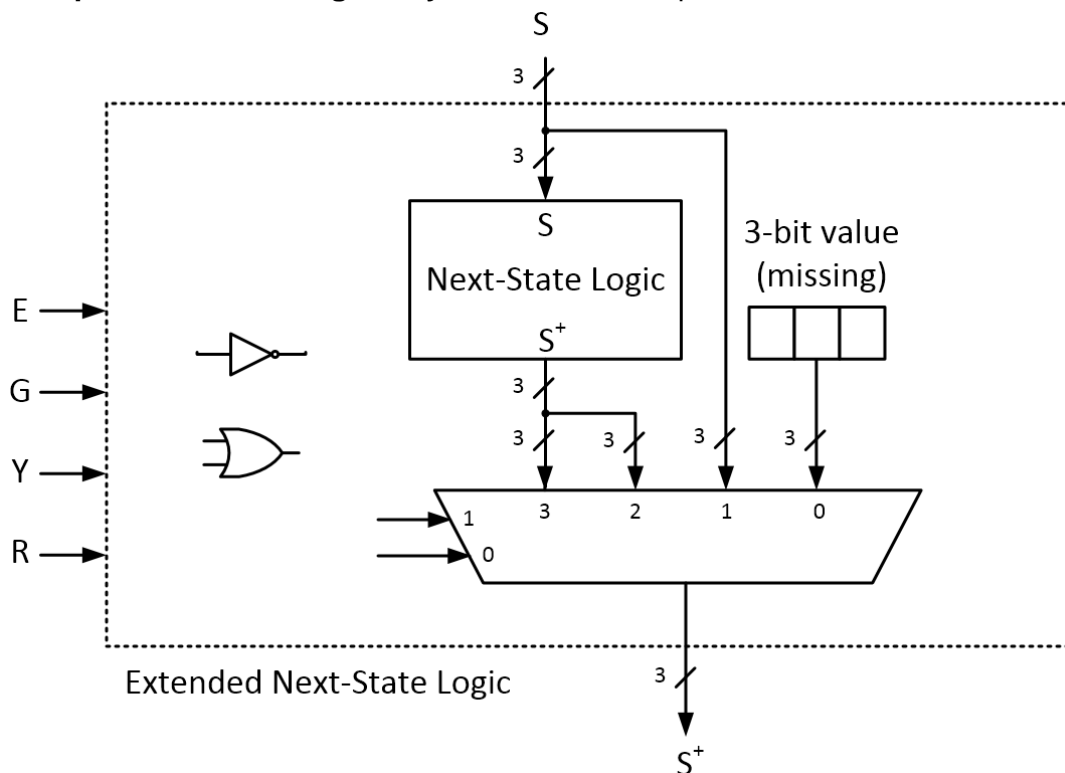 S
3
3
S
Next-State Logic
S+
3-bit value
(missing)
E
G
Y
R
3
3
3
3
3
3
2
1
0
1
0
Extended Next-State Logic
3
S+